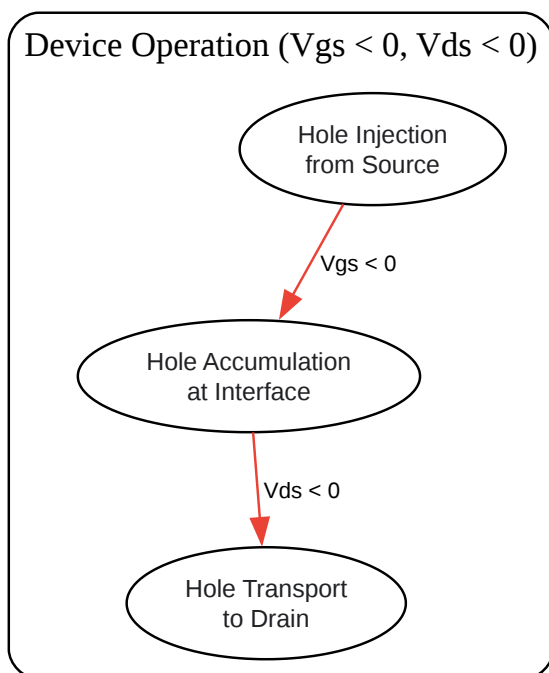 Device Operation (Vgs < 0, Vds < 0)
Hole Injection
from Source
Vgs < 0
Hole Accumulation
at Interface
Vds < 0
Hole Transport
to Drain